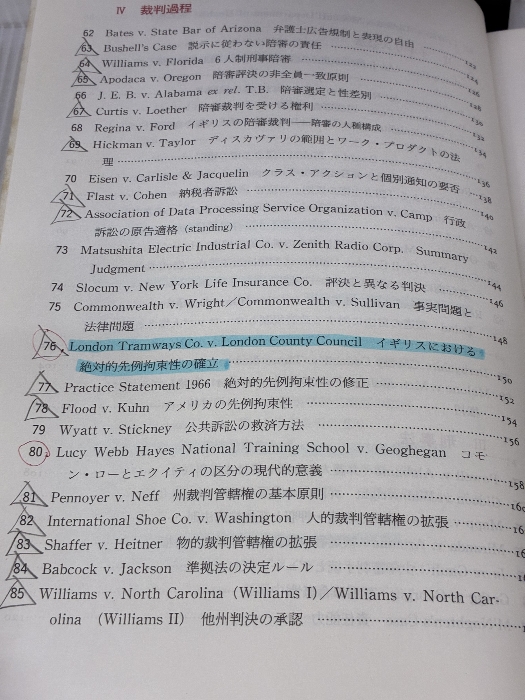 IV 裁判過程
62 Bates v. State Bar of Arizona 弁護士広告規制と表現の自由
63 Bushell's Case 説示に従わない陪審の責任 122
64 Williams v. Florida 6人制刑事陪審 124
65 Apodaca v. Oregon 陪審評決の非全員一致原則 126
66 J. E. B. v. Alabama ex rel. T.B. 陪審選定と性差別 128
67 Curtis v. Loether 陪審裁判を受ける権利 130
68 Regina v. Ford イギリスの陪審裁判——陪審の人種構成 132
69 Hickman v. Taylor ディスカヴァリの範囲とワーク・プロダクトの法 134
理
70 Eisen v. Carlisle & Jacquelin クラス・アクションと個別通知の要否 136
71 Flast v. Cohen 納税者訴訟 138
72 Association of Data Processing Service Organization v. Camp 行政 140
訴訟の原告適格 (standing)
73 Matsushita Electric Industrial Co. v. Zenith Radio Corp. Summary 142
Judgment
74 Slocum v. New York Life Insurance Co. 評決と異なる判決 144
75 Commonwealth v. Wright/Commonwealth v. Sullivan 事実問題と 146
法律問題 148
76 London Tramways Co. v. London County Council イギリスにおける
絶対的先例拘束性の確立 150
77 Practice Statement 1966 絶対的先例拘束性の修正 152
78 Flood v. Kuhn アメリカの先例拘束性 154
79 Wyatt v. Stickney 公共訴訟の救済方法 156
80 Lucy Webb Hayes National Training School v. Geoghegan コモ
ン・ローとエクイティの区分の現代的意義 158
81 Pennoyer v. Neff 州裁判管轄権の基本原則
82 International Shoe Co. v. Washington 人的裁判管轄権の拡張
83 Shaffer v. Heitner 物的裁判管轄権の拡張
84 Babcock v. Jackson 準拠法の決定ルール
85 Williams v. North Carolina (Williams I)/Williams v. North Car-
olina (Williams II) 他州判決の承認